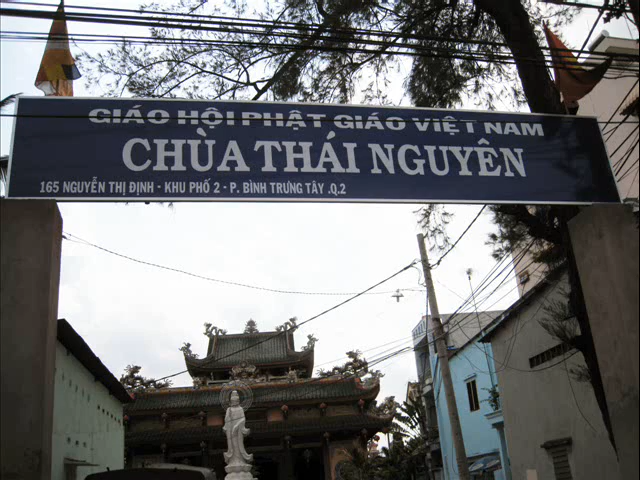 GIÁO HỘI PHẬT GIÁO VIỆT NAM
CHÙA THÁI NGUYÊN
165 NGUYỄN THỊ ĐỊNH - KHU PHỐ 2 - P. BÌNH TRƯNG TÂY .Q.2